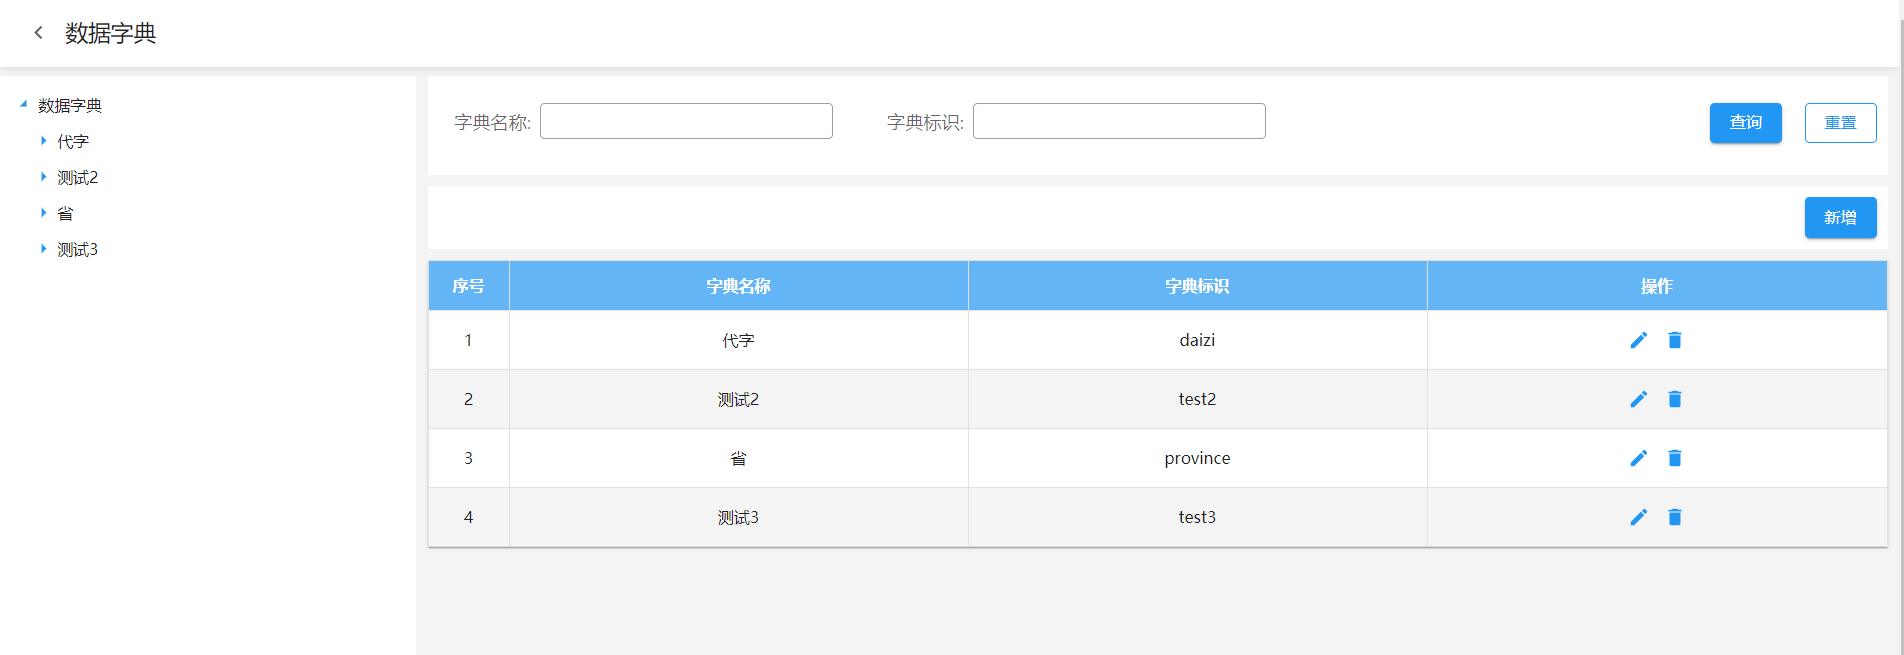 数据字典
数据字典
代字
测试2
省
测试3
字典名称:
字典标识:
查询
重置
新增
序号 字典名称 字典标识 操作
1 代字 daizi
2 测试2 test2
3 省 province
4 测试3 test3